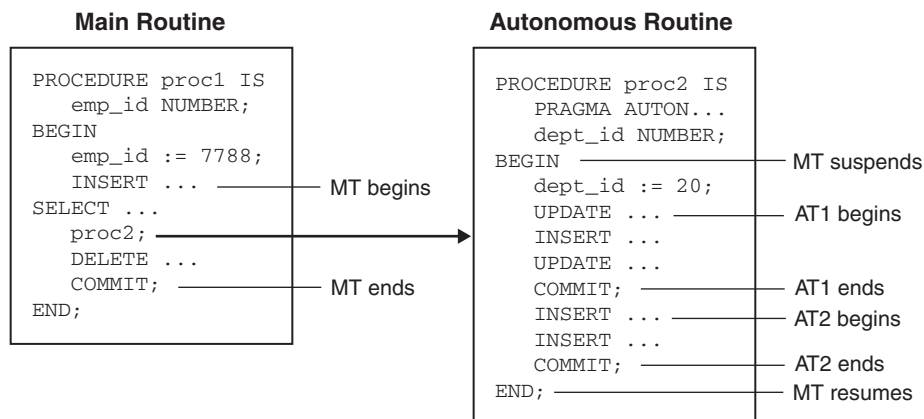 Main Routine
PROCEDURE proc1 IS
emp_id NUMBER;
BEGIN
emp_id := 7788;
INSERT ...
MT begins
SELECT ...
proc2;
DELETE ...
COMMIT;
MT ends
END;
Autonomous Routine
PROCEDURE proc2 IS
PRAGMA AUTON...
dept_id NUMBER;
BEGIN
MT suspends
dept_id := 20;
UPDATE ...
AT1 begins
INSERT ...
UPDATE ...
COMMIT;
AT1 ends
INSERT ...
AT2 begins
INSERT ...
COMMIT;
AT2 ends
END;
MT resumes